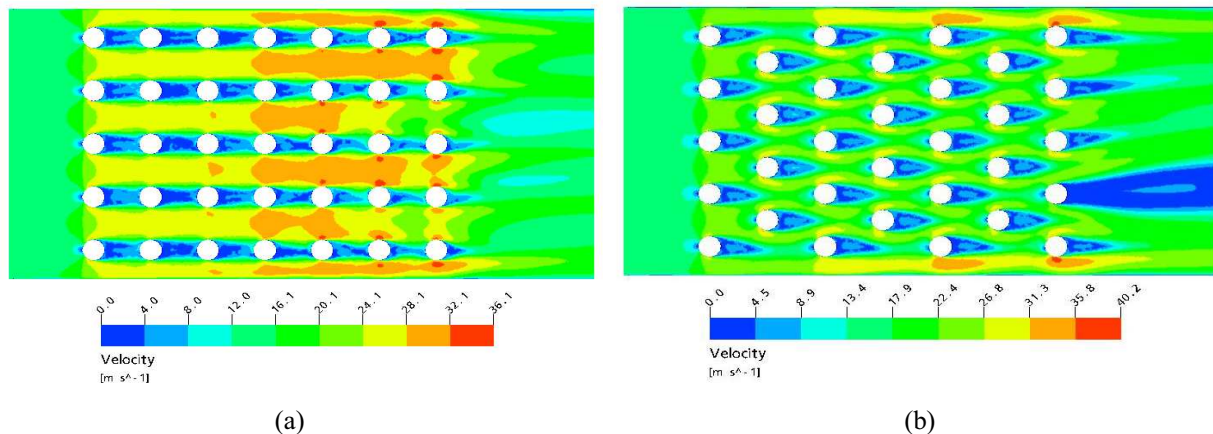 0.0 4.0 8.0 12.0 16.1 20.1 24.1 28.1 32.1 36.1
Velocity
[m s^-1]
(a)
0.0 4.5 8.9 13.4 17.9 22.4 26.8 31.3 35.8 40.2
Velocity
[m s^-1]
(b)